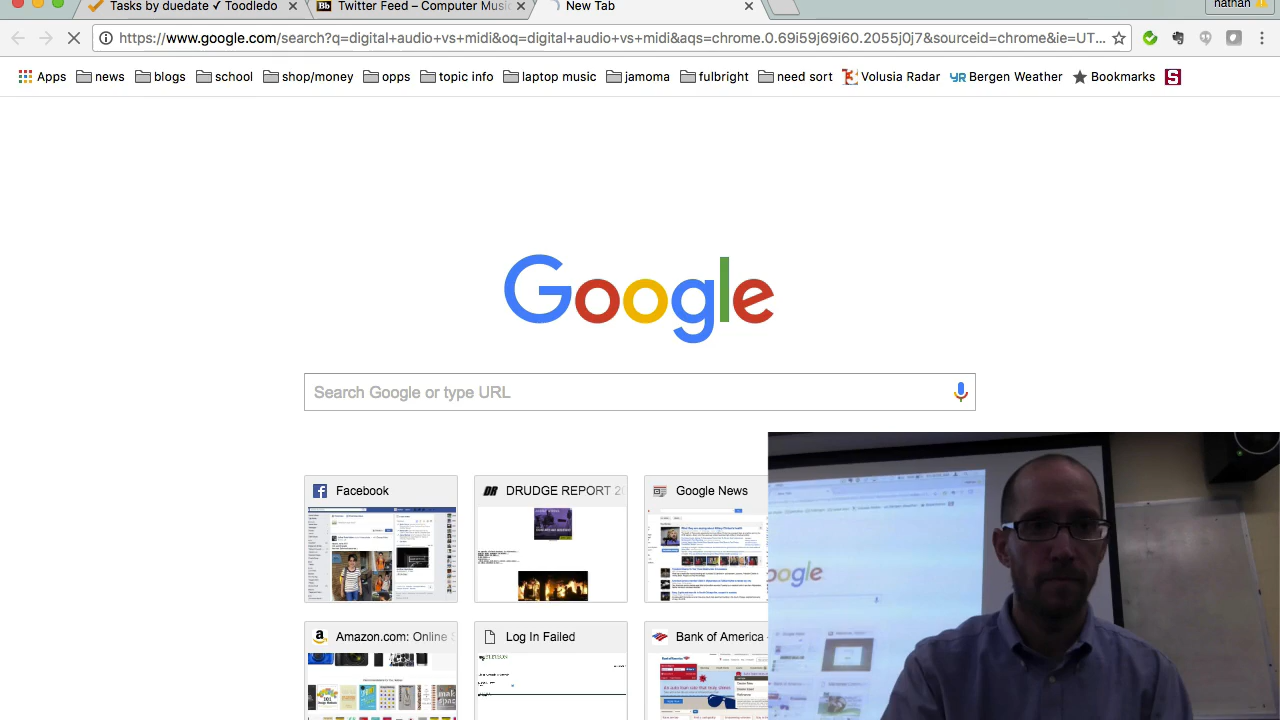 Tasks by duedate ✔ Toodledo
Twitter Feed – Computer Music
New Tab
nathan
https://www.google.com/search?q=digital+audio+vs+midi&oq=digital+audio+vs+midi&aqs=chrome.0.69i59j69i60.2055j0j7&sourceid=chrome&ie=UT...
Apps news blogs school shop/money opps topic info laptop music jamoma fulbright need sort Volusia Radar Bergen Weather Bookmarks S
Google
Search Google or type URL
Facebook
DR DRUDGE REPORT 2
Google News
Amazon.com: Online S
Log In Failed
Bank of America
oogle